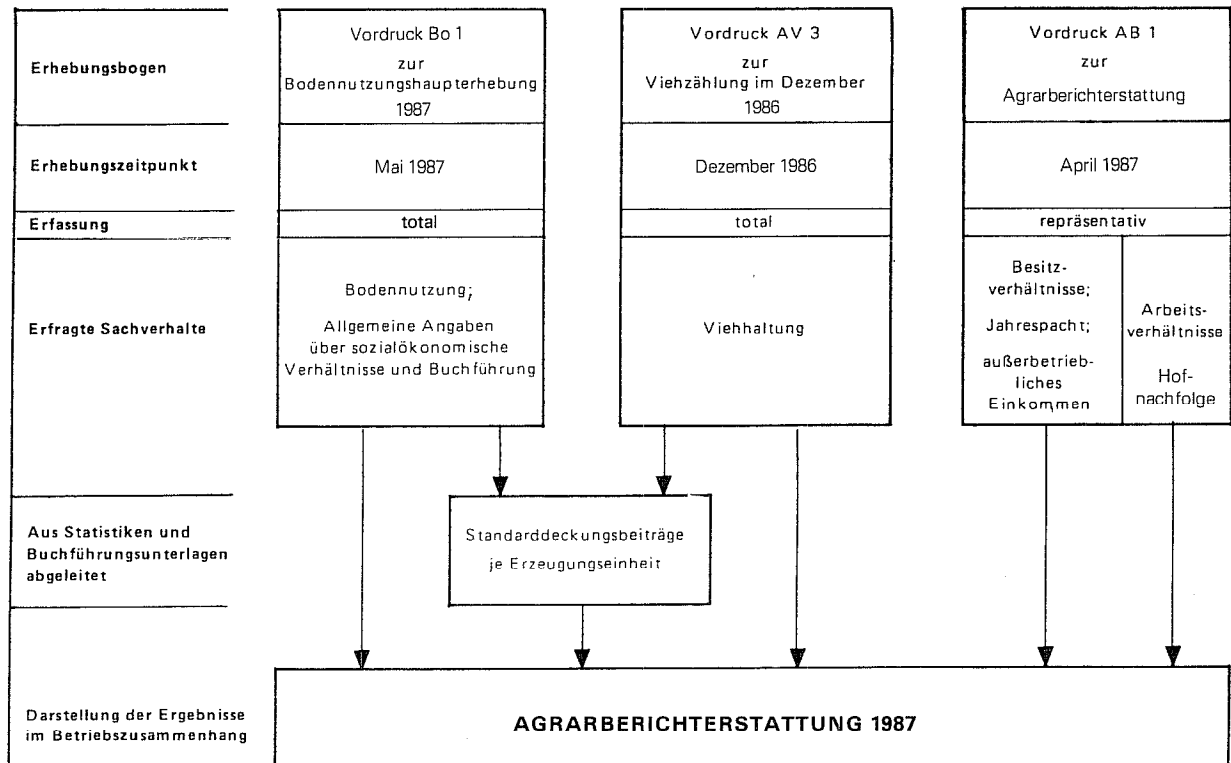 Erhebungsbogen
Vordruck Bo 1
zur
Bodennutzungshaupterhebung
1987
Vordruck AV 3
zur
Viehzählung im Dezember
1986
Vordruck AB 1
zur
Agrarberichterstattung
Erhebungszeitpunkt
Mai 1987
Dezember 1986
April 1987
Erfassung
total
total
repräsentativ
Erfragte Sachverhalte
Bodennutzung;
Allgemeine Angaben
über sozialökonomische
Verhältnisse und Buchführung
Viehhaltung
Besitz-
verhältnisse;
Jahrespacht;
außerbetrieb-
liches
Einkommen
Arbeits-
verhältnisse
Hof-
nachfolge
Aus Statistiken und
Buchführungsunterlagen
abgeleitet
Standarddeckungsbeiträge
je Erzeugungseinheit
Darstellung der Ergebnisse
im Betriebszusammenhang
AGRARBERICHTERSTATTUNG 1987